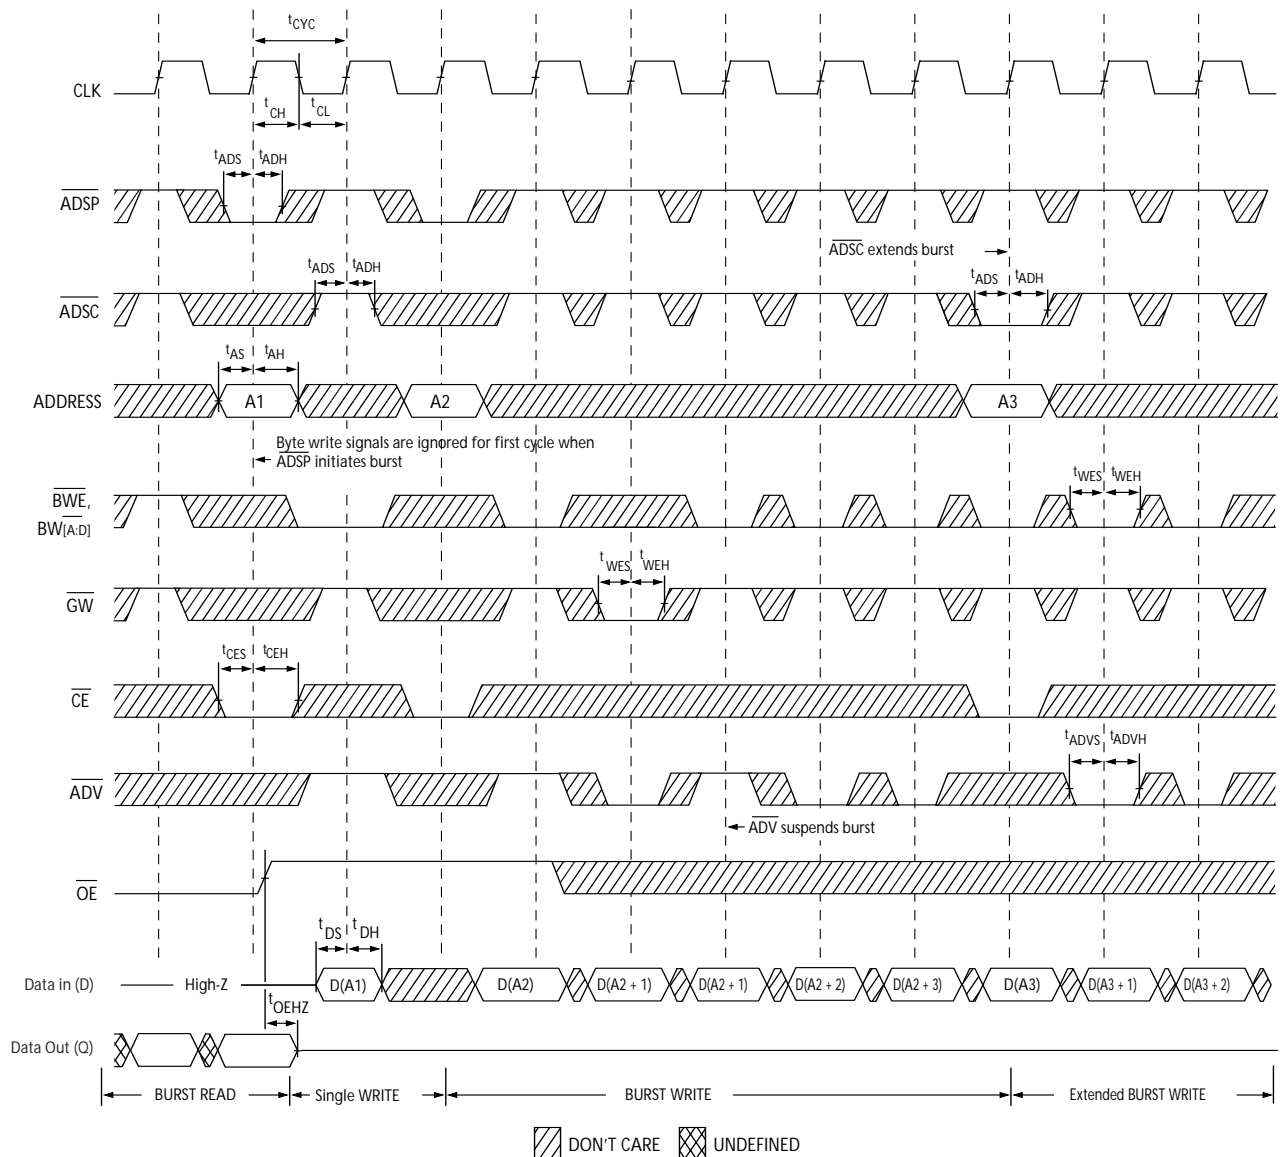 tCYC
CLK
tCH
tCL
tADS
tADH
ADSP
ADSC extends burst
tADS
tADH
tADS
tADH
ADSC
tAS
tAH
ADDRESS
A1
A2
A3
Byte write signals are ignored for first cycle when
ADSP initiates burst
BWE,
BW[A:D]
tWES
tWEH
tWES
tWEH
GW
tCES
tCEH
CE
tADVS
tADVH
ADV
ADV suspends burst
OE
tDS
tDH
Data in (D)
High-Z
D(A1)
D(A2)
D(A2 + 1)
D(A2 + 1)
D(A2 + 2)
D(A2 + 3)
D(A3)
D(A3 + 1)
D(A3 + 2)
tOEHZ
Data Out (Q)
BURST READ
Single WRITE
BURST WRITE
Extended BURST WRITE
DON'T CARE
UNDEFINED